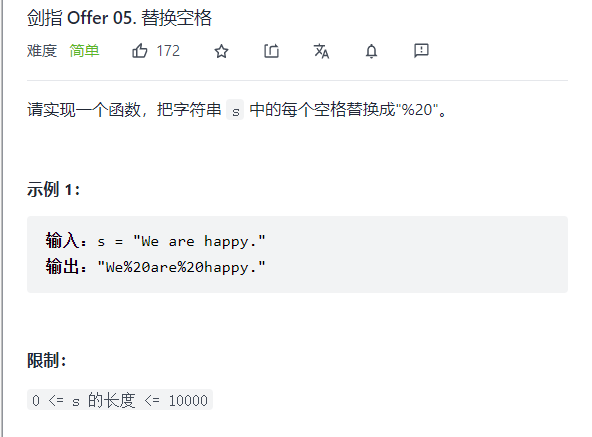 剑指 Offer 05. 替换空格
难度 简单 172
请实现一个函数，把字符串 s 中的每个空格替换成"%20"。
示例 1：
输入：s = "We are happy."
输出："We%20are%20happy."
限制：
0 <= s 的长度 <= 10000